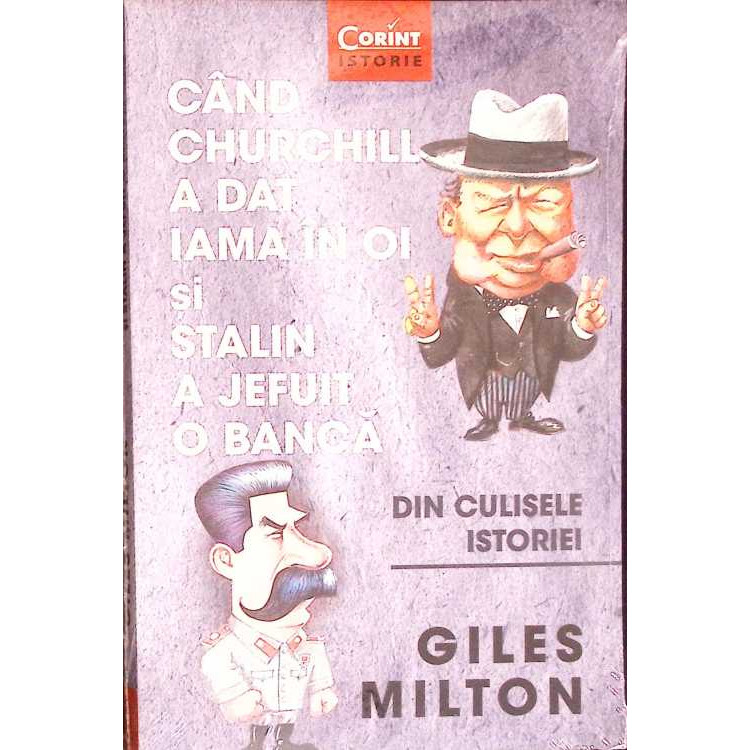 CORINT
ISTORIE
CÂND
CHURCHILL
A DAT
IAMA ÎN OI
și
STALIN
A JEFUIT
O BANCĂ
DIN CULISELE
ISTORIEI
GILES
MILTON